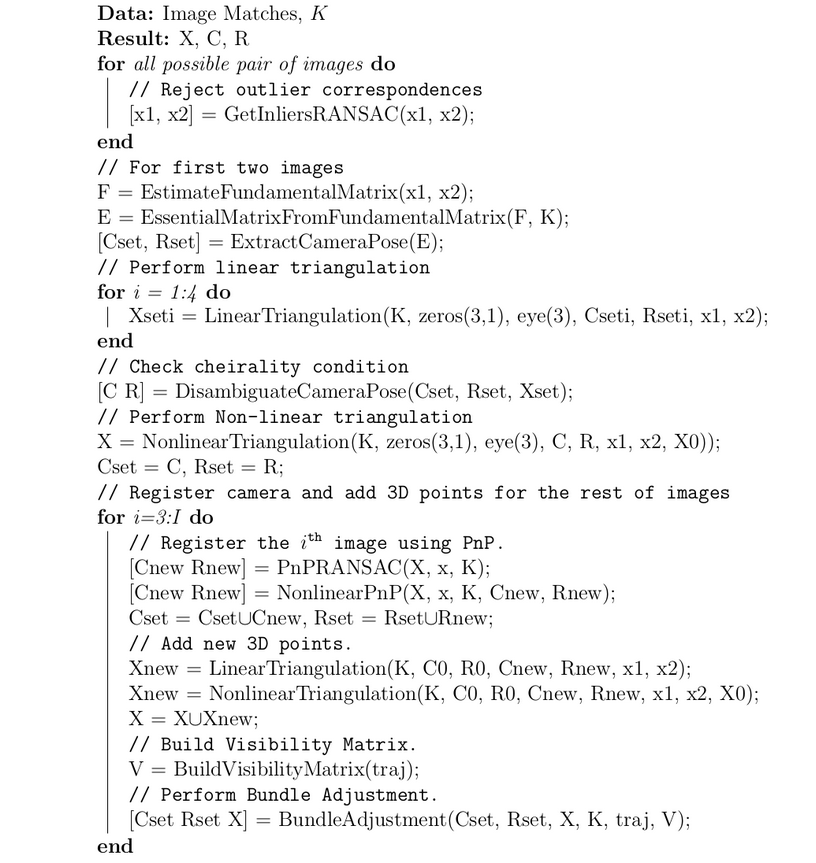 Data: Image Matches, K
Result: X, C, R
for all possible pair of images do
// Reject outlier correspondences
[x1, x2] = GetInliersRANSAC(x1, x2);
end
// For first two images
F = EstimateFundamentalMatrix(x1, x2);
E = EssentialMatrixFromFundamentalMatrix(F, K);
[Cset, Rset] = ExtractCameraPose(E);
// Perform linear triangulation
for i = 1:4 do
Xseti = LinearTriangulation(K, zeros(3,1), eye(3), Cseti, Rseti, x1, x2);
end
// Check cheirality condition
[C R] = DisambiguateCameraPose(Cset, Rset, Xset);
// Perform Non-linear triangulation
X = NonlinearTriangulation(K, zeros(3,1), eye(3), C, R, x1, x2, X0));
Cset = C, Rset = R;
// Register camera and add 3D points for the rest of images
for i=3:I do
// Register the iᵗʰ image using PnP.
[Cnew Rnew] = PnPRANSAC(X, x, K);
[Cnew Rnew] = NonlinearPnP(X, x, K, Cnew, Rnew);
Cset = Cset∪Cnew, Rset = Rset∪Rnew;
// Add new 3D points.
Xnew = LinearTriangulation(K, C0, R0, Cnew, Rnew, x1, x2);
Xnew = NonlinearTriangulation(K, C0, R0, Cnew, Rnew, x1, x2, X0);
X = X∪Xnew;
// Build Visibility Matrix.
V = BuildVisibilityMatrix(traj);
// Perform Bundle Adjustment.
[Cset Rset X] = BundleAdjustment(Cset, Rset, X, K, traj, V);
end